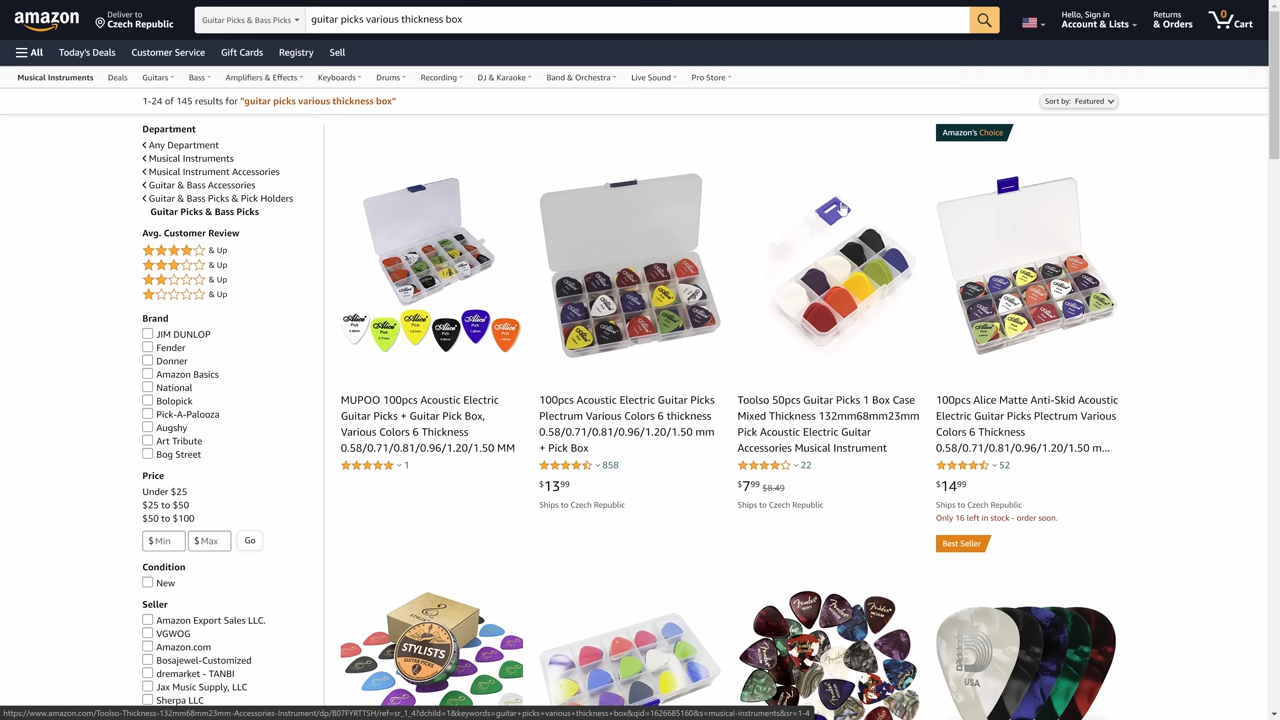 amazon
Deliver to
Czech Republic
Guitar Picks & Bass Picks
guitar picks various thickness box
Hello, Sign in
Account & Lists
Returns
& Orders
0
Cart
All
Today's Deals
Customer Service
Gift Cards
Registry
Sell
Musical Instruments
Deals
Guitars
Bass
Amplifiers & Effects
Keyboards
Drums
Recording
DJ & Karaoke
Band & Orchestra
Live Sound
Pro Store
1-24 of 145 results for "guitar picks various thickness box"
Sort by: Featured
Department
Any Department
Musical Instruments
Musical Instrument Accessories
Guitar & Bass Accessories
Guitar & Bass Picks & Pick Holders
Guitar Picks & Bass Picks
Avg. Customer Review
& Up
& Up
& Up
& Up
Brand
JIM DUNLOP
Fender
Donner
Amazon Basics
National
Bolopick
Pick-A-Palooza
Augshy
Art Tribute
Bog Street
Price
Under $25
$25 to $50
$50 to $100
$ Min
$ Max
Go
Condition
New
Seller
Amazon Export Sales LLC.
VGWOG
Amazon.com
Bosajewel-Customized
dremarket - TANBI
Jax Music Supply, LLC
Sherpa LLC
Alice
Alice
Alice
Alice
Alice
Alice
MUPOO 100pcs Acoustic Electric
Guitar Picks + Guitar Pick Box,
Various Colors 6 Thickness
0.58/0.71/0.81/0.96/1.20/1.50 MM
1
100pcs Acoustic Electric Guitar Picks
Plectrum Various Colors 6 thickness
0.58/0.71/0.81/0.96/1.20/1.50 mm
+ Pick Box
858
$13.99
Ships to Czech Republic
Toolso 50pcs Guitar Picks 1 Box Case
Mixed Thickness 132mm68mm23mm
Pick Acoustic Electric Guitar
Accessories Musical Instrument
22
$7.99 $8.49
Ships to Czech Republic
Amazon's Choice
100pcs Alice Matte Anti-Skid Acoustic
Electric Guitar Picks Plectrum Various
Colors 6 Thickness
0.58/0.71/0.81/0.96/1.20/1.50 m...
52
$14.99
Ships to Czech Republic
Only 16 left in stock - order soon.
Best Seller
STYLISTS
GUITAR PICKS
USA
https://www.amazon.com/Toolso-Thickness-132mm68mm23mm-Accessories-Instrument/dp/B07FYRTTSH/ref=sr_1_4?dchild=1&keywords=guitar+picks+various+thickness+box&qid=1626685160&s=musical-instruments&sr=1-4